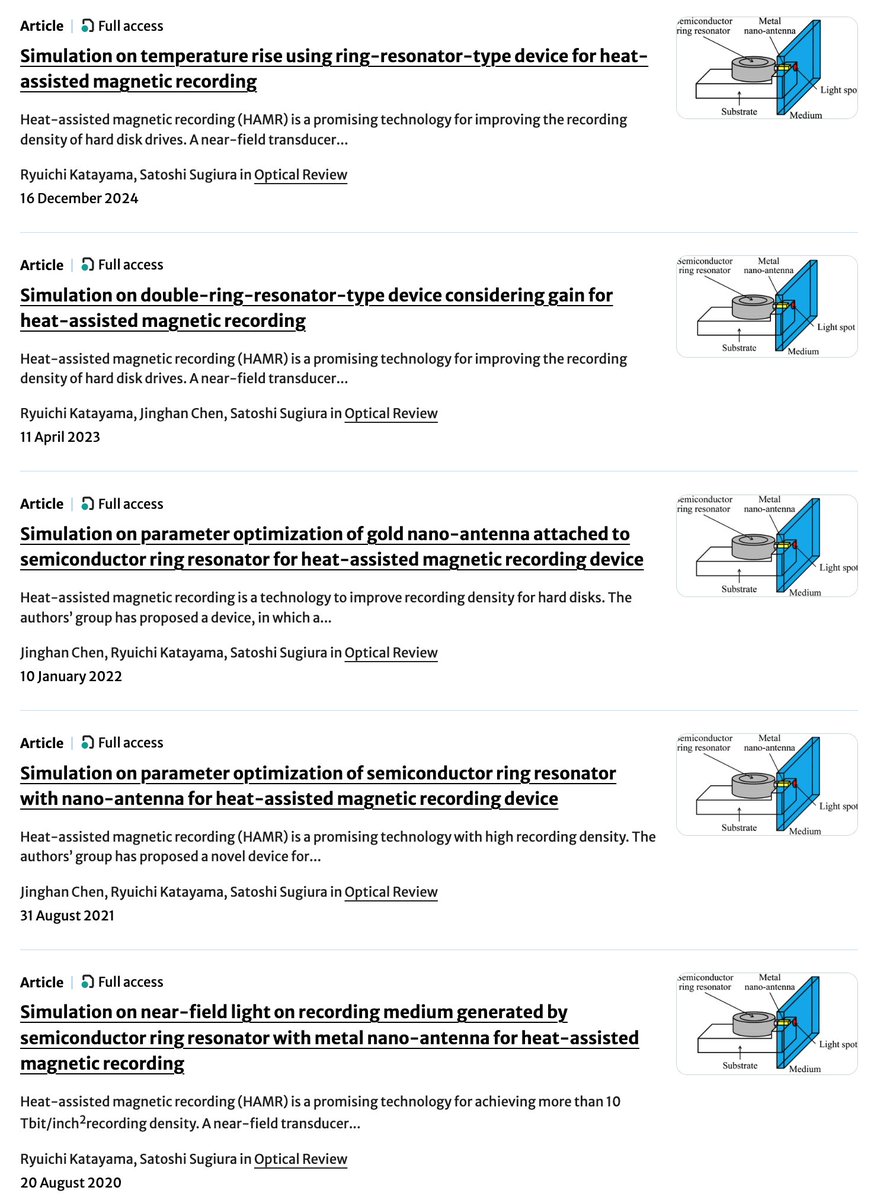 Article | Full access
Simulation on temperature rise using ring-resonator-type device for heat-
assisted magnetic recording
Heat-assisted magnetic recording (HAMR) is a promising technology for improving the recording
density of hard disk drives. A near-field transducer...
Ryuichi Katayama, Satoshi Sugiura in Optical Review
16 December 2024
emiconductor
ring resonator
Metal
nano-antenna
Light spo
Substrate
Medium
Article | Full access
Simulation on double-ring-resonator-type device considering gain for
heat-assisted magnetic recording
Heat-assisted magnetic recording (HAMR) is a promising technology for improving the recording
density of hard disk drives. A near-field transducer...
Ryuichi Katayama, Jinghan Chen, Satoshi Sugiura in Optical Review
11 April 2023
Semiconductor
ring resonator
Metal
nano-antenna
Light spot
Substrate
Medium
Article | Full access
Simulation on parameter optimization of gold nano-antenna attached to
semiconductor ring resonator for heat-assisted magnetic recording device
Heat-assisted magnetic recording is a technology to improve recording density for hard disks. The
authors’ group has proposed a device, in which a...
Jinghan Chen, Ryuichi Katayama, Satoshi Sugiura in Optical Review
10 January 2022
emiconductor
ring resonator
Metal
nano-antenna
Light spot
Substrate
Medium
Article | Full access
Simulation on parameter optimization of semiconductor ring resonator
with nano-antenna for heat-assisted magnetic recording device
Heat-assisted magnetic recording (HAMR) is a promising technology with high recording density. The
authors’ group has proposed a novel device for...
Jinghan Chen, Ryuichi Katayama, Satoshi Sugiura in Optical Review
31 August 2021
emiconductor
ring resonator
Metal
nano-antenna
Light spot
Substrate
Medium
Article | Full access
Simulation on near-field light on recording medium generated by
semiconductor ring resonator with metal nano-antenna for heat-assisted
magnetic recording
Heat-assisted magnetic recording (HAMR) is a promising technology for achieving more than 10
Tbit/inch²recording density. A near-field transducer...
Ryuichi Katayama, Satoshi Sugiura in Optical Review
20 August 2020
Semiconductor
ring resonator
Metal
nano-antenna
Light spot
Substrate
Medium